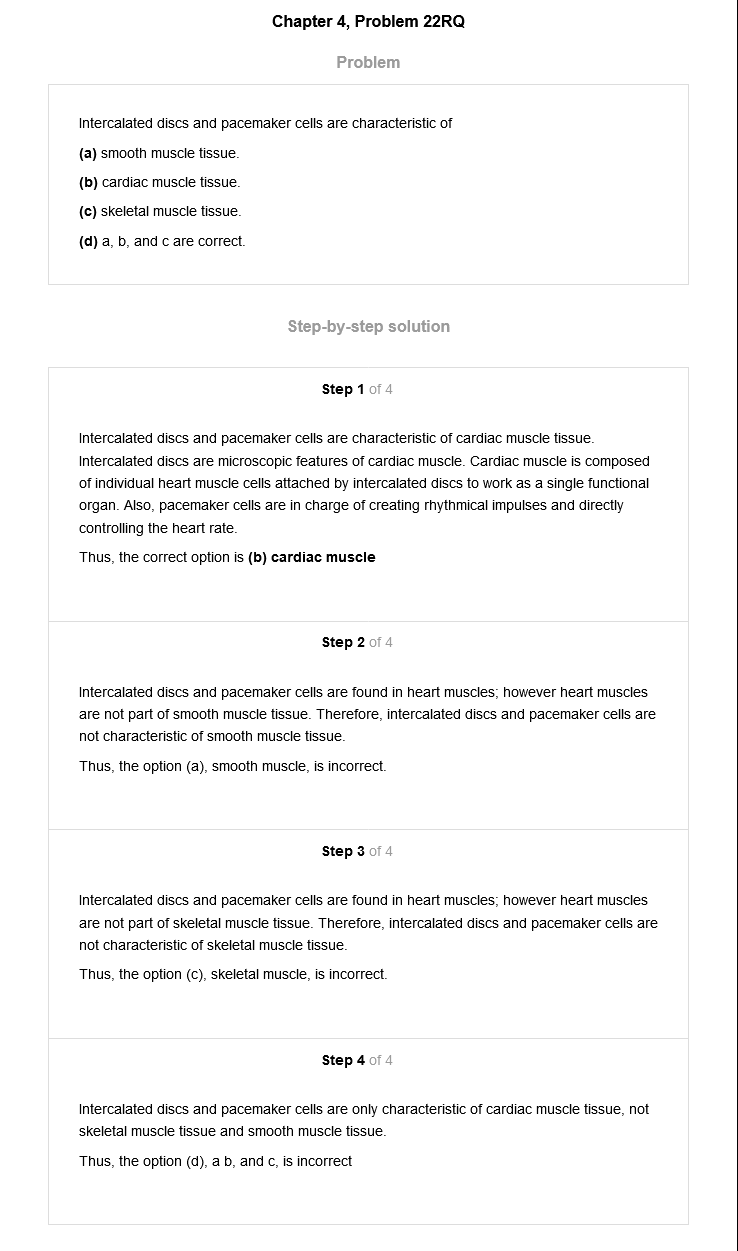 Chapter 4, Problem 22RQ
Problem
Intercalated discs and pacemaker cells are characteristic of
(a) smooth muscle tissue.
(b) cardiac muscle tissue.
(c) skeletal muscle tissue.
(d) a, b, and c are correct.
Step-by-step solution
Step 1 of 4
Intercalated discs and pacemaker cells are characteristic of cardiac muscle tissue.
Intercalated discs are microscopic features of cardiac muscle. Cardiac muscle is composed
of individual heart muscle cells attached by intercalated discs to work as a single functional
organ. Also, pacemaker cells are in charge of creating rhythmical impulses and directly
controlling the heart rate.
Thus, the correct option is (b) cardiac muscle
Step 2 of 4
Intercalated discs and pacemaker cells are found in heart muscles; however heart muscles
are not part of smooth muscle tissue. Therefore, intercalated discs and pacemaker cells are
not characteristic of smooth muscle tissue.
Thus, the option (a), smooth muscle, is incorrect.
Step 3 of 4
Intercalated discs and pacemaker cells are found in heart muscles; however heart muscles
are not part of skeletal muscle tissue. Therefore, intercalated discs and pacemaker cells are
not characteristic of skeletal muscle tissue.
Thus, the option (c), skeletal muscle, is incorrect.
Step 4 of 4
Intercalated discs and pacemaker cells are only characteristic of cardiac muscle tissue, not
skeletal muscle tissue and smooth muscle tissue.
Thus, the option (d), a b, and c, is incorrect